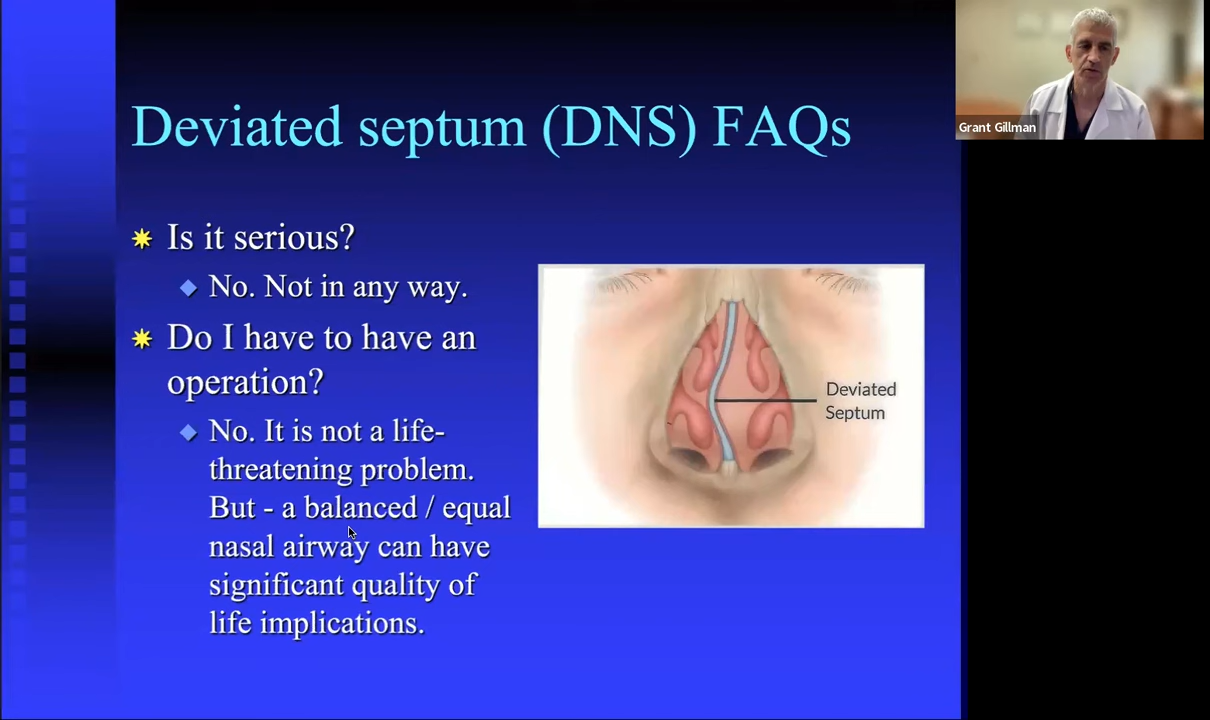 Deviated septum (DNS) FAQs
Is it serious?
No. Not in any way.
Do I have to have an
operation?
No. It is not a life-
threatening problem.
But - a balanced / equal
nasal airway can have
significant quality of
life implications.
Deviated
Septum
Grant Gillman